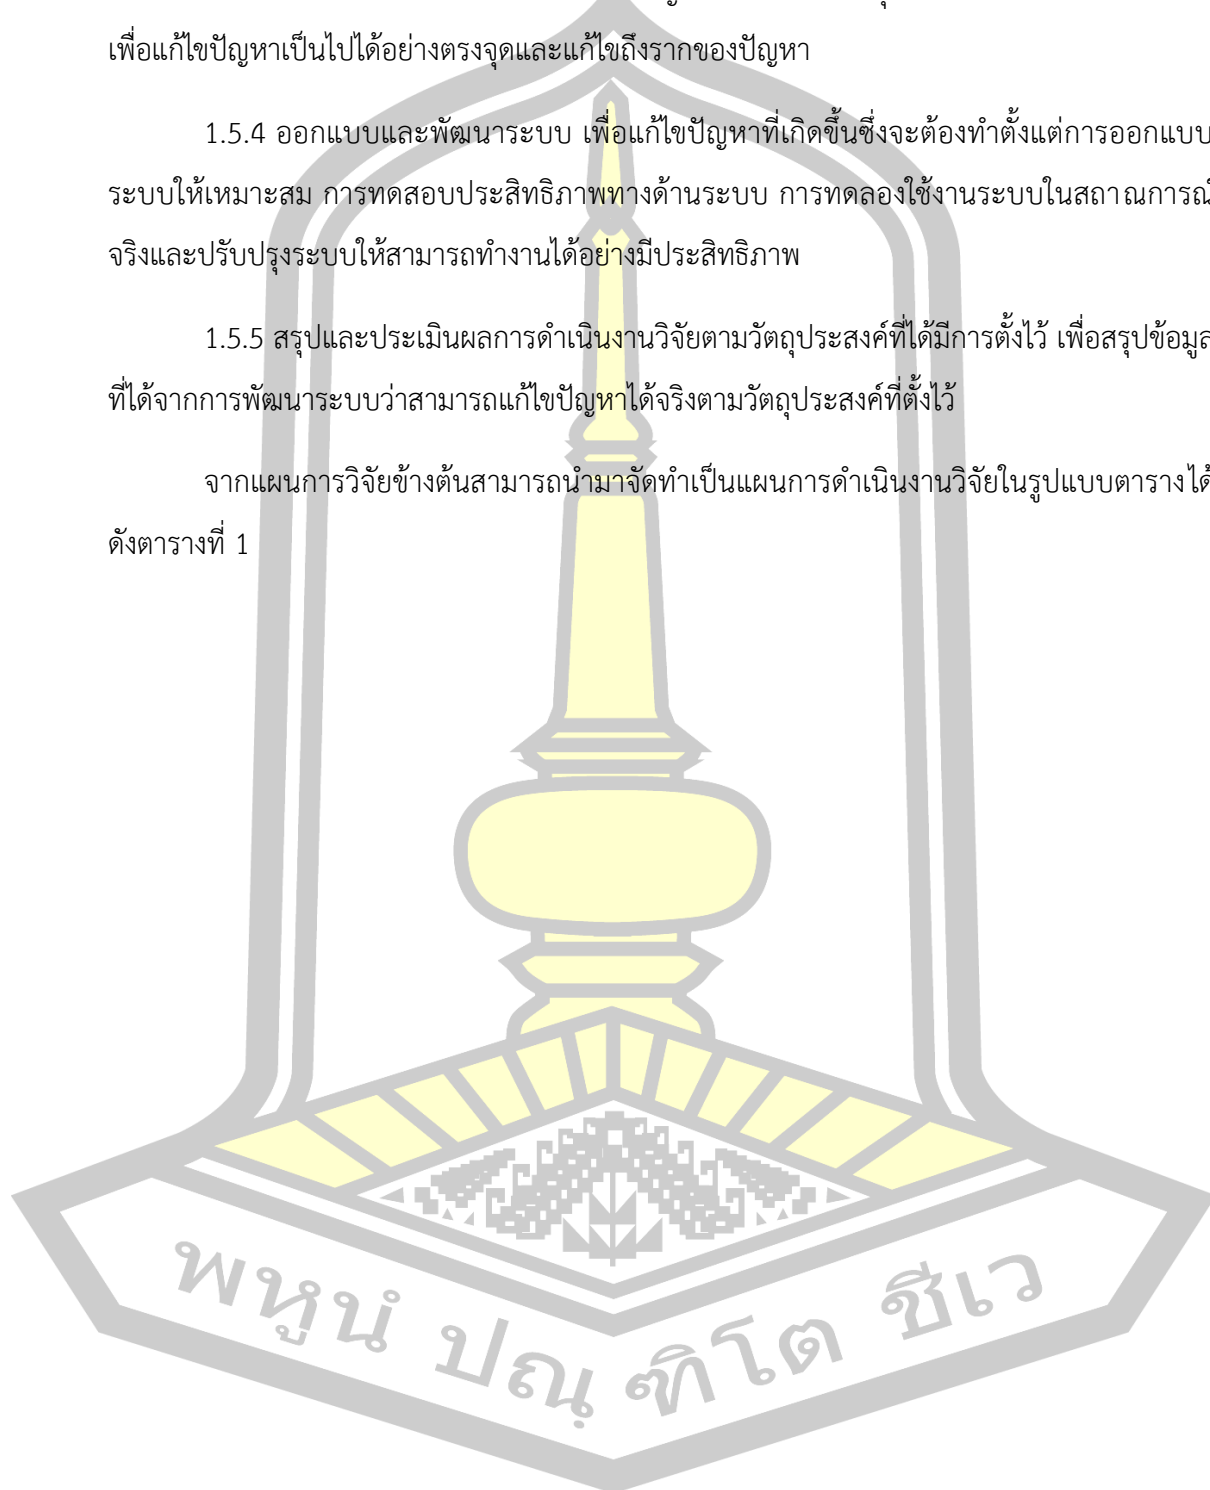 เพื่อแก้ไขปัญหาเป็นไปได้อย่างตรงจุดและแก้ไขถึงรากของปัญหา
1.5.4 ออกแบบและพัฒนาระบบ เพื่อแก้ไขปัญหาที่เกิดขึ้นซึ่งจะต้องทำตั้งแต่การออกแบบ
ระบบให้เหมาะสม การทดสอบประสิทธิภาพทางด้านระบบ การทดลองใช้งานระบบในสถาณการณ์
จริงและปรับปรุงระบบให้สามารถทำงานได้อย่างมีประสิทธิภาพ
1.5.5 สรุปและประเมินผลการดำเนินงานวิจัยตามวัตถุประสงค์ที่ได้มีการตั้งไว้ เพื่อสรุปข้อมูล
ที่ได้จากการพัฒนาระบบว่าสามารถแก้ไขปัญหาได้จริงตามวัตถุประสงค์ที่ตั้งไว้
จากแผนการวิจัยข้างต้นสามารถนำมาจัดทำเป็นแผนการดำเนินงานวิจัยในรูปแบบตารางได้
ดังตารางที่ 1
พหูนํ ปณฺฑิโต ชีเว